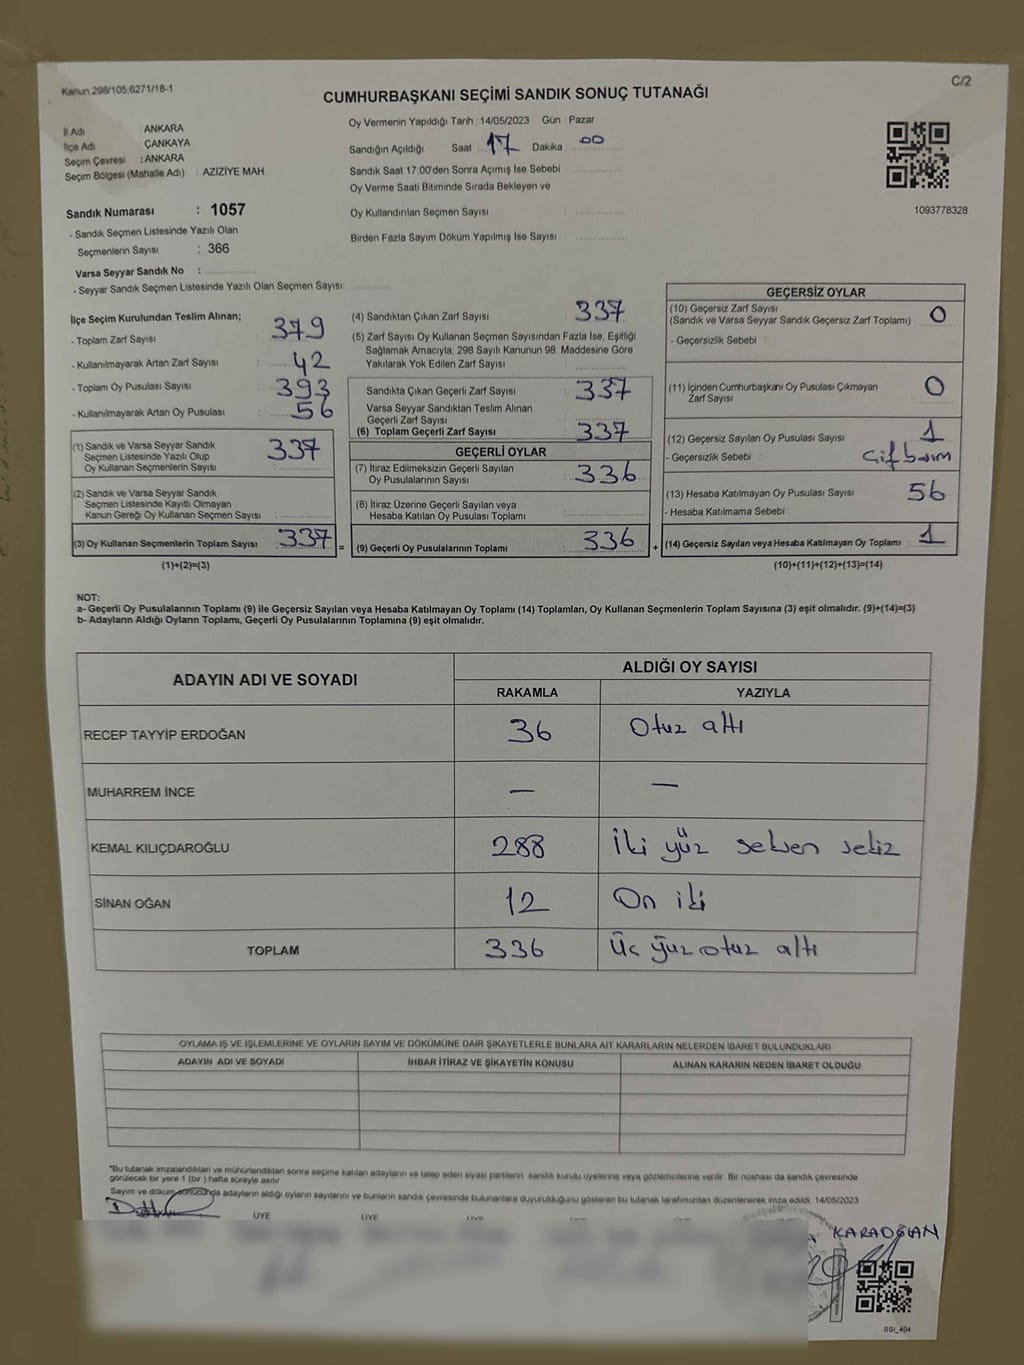 Kanun 298/105,6271/18-1
C/2
CUMHURBAŞKANI SEÇİMİ SANDIK SONUÇ TUTANAĞI
İl Adı : ANKARA
İlçe Adı : ÇANKAYA
Seçim Çevresi : ANKARA
Seçim Bölgesi (Mahalle Adı) : AZİZİYE MAH.
Sandık Numarası : 1057
- Sandık Seçmen Listesinde Yazılı Olan
Seçmenlerin Sayısı : 366
Varsa Seyyar Sandık No :
- Seyyar Sandık Seçmen Listesinde Yazılı Olan Seçmen Sayısı:
Oy Vermenin Yapıldığı Tarih : 14/05/2023 Gün : Pazar
Sandığın Açıldığı Saat 17 Dakika 00
Sandık Saat 17:00'den Sonra Açımış İse Sebebi
Oy Verme Saati Bitiminde Sırada Bekleyen ve
Oy Kullandırılan Seçmen Sayısı :
Birden Fazla Sayım Döküm Yapılmış İse Sayısı :
1093778328
İlçe Seçim Kurulundan Teslim Alınan;
- Toplam Zarf Sayısı : 379
- Kullanılmayarak Artan Zarf Sayısı : 42
- Toplam Oy Pusulası Sayısı : 393
- Kullanılmayarak Artan Oy Pusulası : 56
(1) Sandık ve Varsa Seyyar Sandık
Seçmen Listesinde Yazılı Olup
Oy Kullanan Seçmenlerin Sayısı : 337
(2) Sandık ve Varsa Seyyar Sandık
Seçmen Listesinde Kayıtlı Olmayan
Kanun Gereği Oy Kullanan Seçmen Sayısı :
(3) Oy Kullanan Seçmenlerin Toplam Sayısı : 337 =
(1)+(2)=(3)
(4) Sandıktan Çıkan Zarf Sayısı : 337
(5) Zarf Sayısı Oy Kullanan Seçmen Sayısından Fazla İse, Eşitliği
Sağlamak Amacıyla, 298 Sayılı Kanunun 98. Maddesine Göre
Yakılarak Yok Edilen Zarf Sayısı :
Sandıkta Çıkan Geçerli Zarf Sayısı : 337
Varsa Seyyar Sandıktan Teslim Alınan
Geçerli Zarf Sayısı :
(6) Toplam Geçerli Zarf Sayısı : 337
GEÇERLİ OYLAR
(7) İtiraz Edilmeksizin Geçerli Sayılan
Oy Pusulalarının Sayısı : 336
(8) İtiraz Üzerine Geçerli Sayılan veya
Hesaba Katılan Oy Pusulası Toplamı :
(9) Geçerli Oy Pusulalarının Toplamı : 336 +
GEÇERSİZ OYLAR
(10) Geçersiz Zarf Sayısı
(Sandık ve Varsa Seyyar Sandık Geçersiz Zarf Toplamı) : 0
- Geçersizlik Sebebi :
(11) İçinden Cumhurbaşkanı Oy Pusulası Çıkmayan
Zarf Sayısı : 0
(12) Geçersiz Sayılan Oy Pusulası Sayısı : 1
- Geçersizlik Sebebi :
(13) Hesaba Katılmayan Oy Pusulası Sayısı : 56
- Hesaba Katılmama Sebebi :
(14) Geçersiz Sayılan veya Hesaba Katılmayan Oy Toplamı : 1
(10)+(11)+(12)+(13)=(14)
NOT:
a- Geçerli Oy Pusulalarının Toplamı (9) ile Geçersiz Sayılan veya Hesaba Katılmayan Oy Toplamı (14) Toplamları, Oy Kullanan Seçmenlerin Toplam Sayısına (3) eşit olmalıdır. (9)+(14)=(3)
b- Adayların Aldığı Oyların Toplamı, Geçerli Oy Pusulalarının Toplamına (9) eşit olmalıdır.
ADAYIN ADI VE SOYADI
ALDIĞI OY SAYISI
RAKAMLA YAZIYLA
RECEP TAYYİP ERDOĞAN 36 Otuz altı
MUHARREM İNCE — —
KEMAL KILIÇDAROĞLU 288 İki yüz seksen sekiz
SİNAN OĞAN 12 On iki
TOPLAM 336 Üç yüz otuz altı
OYLAMA İŞ VE İŞLEMLERİNE VE OYLARIN SAYIM VE DÖKÜMÜNE DAİR ŞİKAYETLERLE BUNLARA AİT KARARLARIN NELERDEN İBARET BULUNDUKLARI
ADAYIN ADI VE SOYADI İHBAR İTİRAZ VE ŞİKAYETİN KONUSU ALINAN KARARIN NEDEN İBARET OLDUĞU
*Bu tutanak imzalandıktan ve mühürlendikten sonra seçime katılan adayların ve talep eden siyasi partilerin sandık kurulu üyelerine veya gözlemcilerine verilir. Bir nüshası da sandık çevresinde
görülecek bir yere 1 (bir ) hafta süreyle asılır.
Sayım ve döküm sonucunda adayların aldığı oyların sayılarını ve bunların sandık çevresinde bulunanlara duyurulduğunu gösteren bu tutanak tarafımızdan düzenlenerek imza edildi. 14/05/2023
ÜYE ÜYE ÜYE
KARAOĞLAN
GSI_404